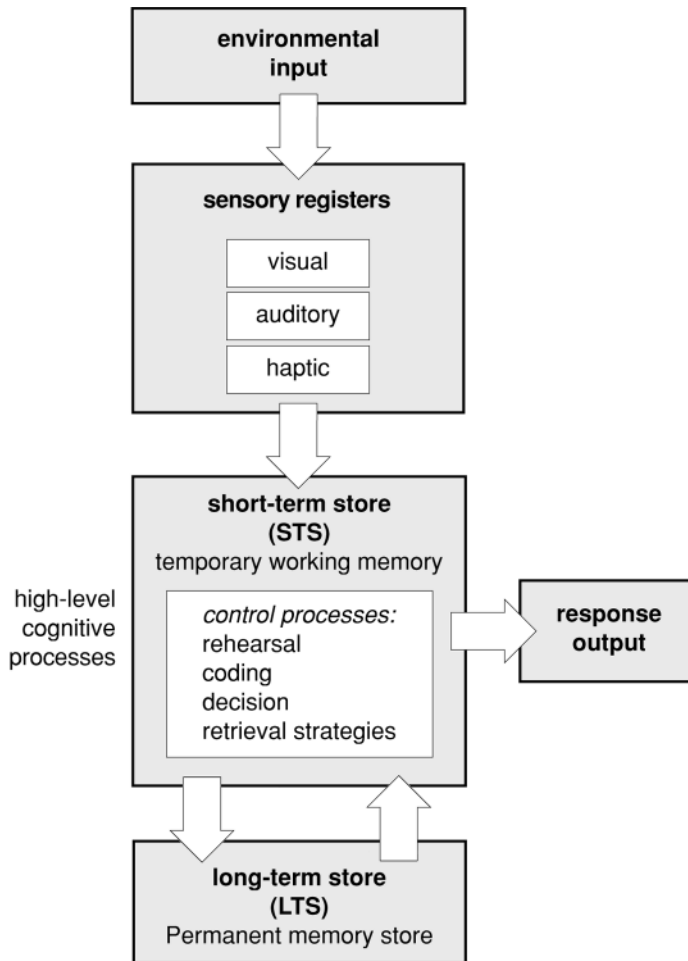 environmental
input
sensory registers
visual
auditory
haptic
short-term store
(STS)
temporary working memory
high-level
cognitive
processes
control processes:
rehearsal
coding
decision
retrieval strategies
response
output
long-term store
(LTS)
Permanent memory store